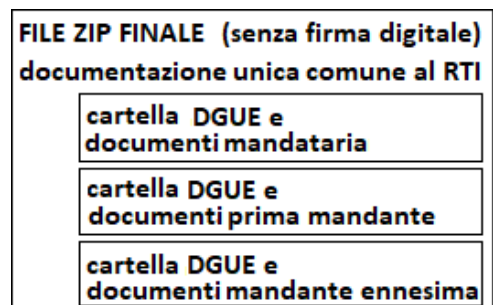 FILE ZIP FINALE (senza firma digitale)
documentazione unica comune al RTI
cartella DGUE e
documenti mandataria
cartella DGUE e
documenti prima mandante
cartella DGUE e
documenti mandante ennesima